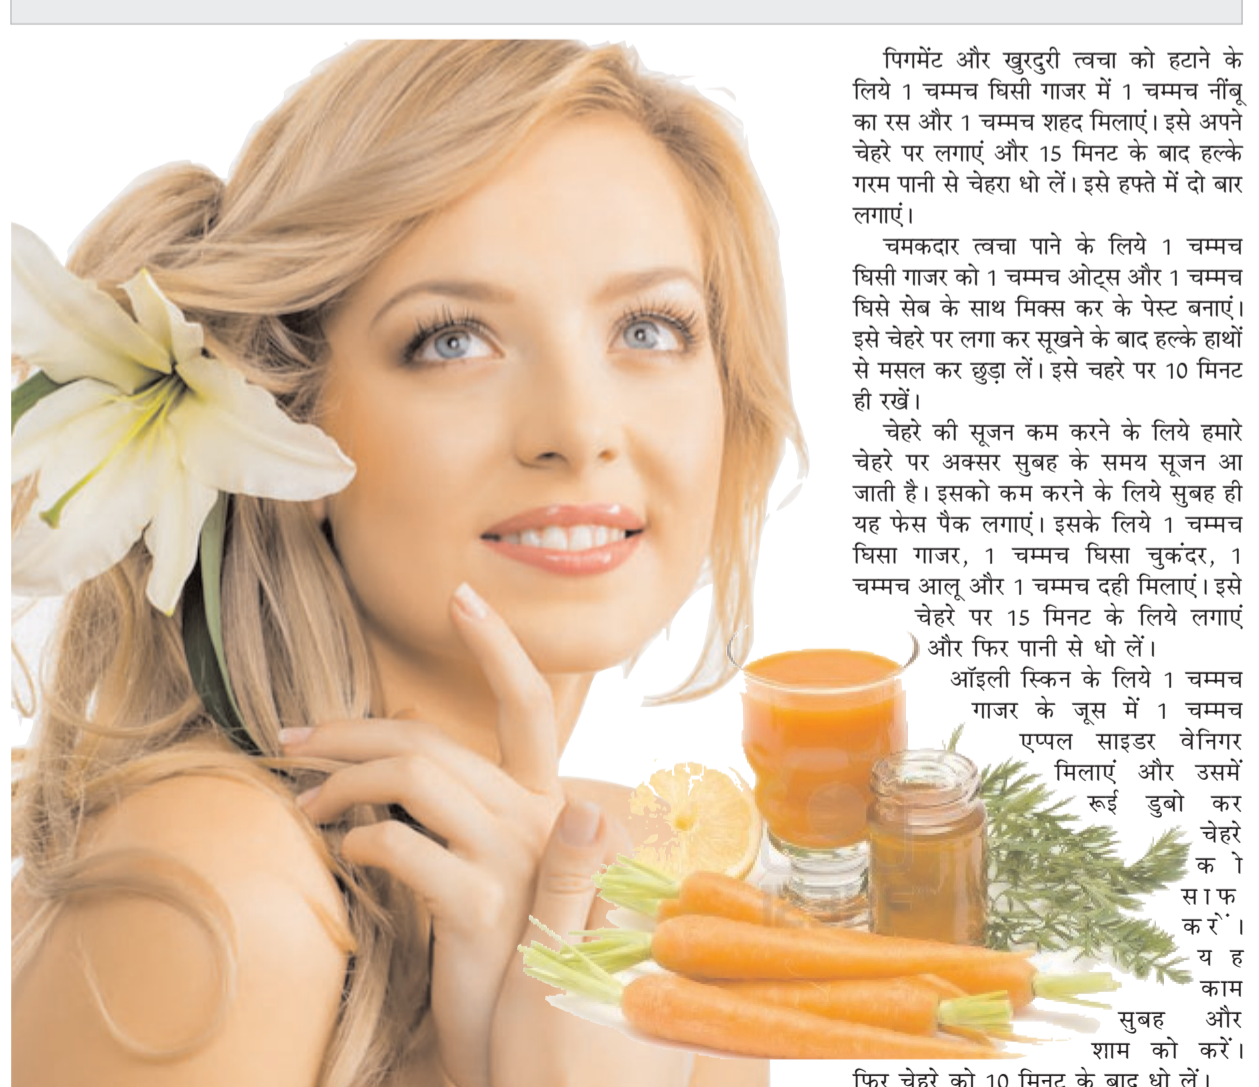 पिगमेंट और खुरदुरी त्वचा को हटाने के
लिये 1 चम्मच घिसी गाजर में 1 चम्मच नींबू
का रस और 1 चम्मच शहद मिलाएं। इसे अपने
चेहरे पर लगाएं और 15 मिनट के बाद हल्के
गरम पानी से चेहरा धो लें। इसे हफ्ते में दो बार
लगाएं।
चमकदार त्वचा पाने के लिये 1 चम्मच
घिसी गाजर को 1 चम्मच ओट्स और 1 चम्मच
घिसे सेब के साथ मिक्स कर के पेस्ट बनाएं।
इसे चेहरे पर लगा कर सूखने के बाद हल्के हाथों
से मसल कर छुड़ा लें। इसे चहरे पर 10 मिनट
ही रखें।
चेहरे की सूजन कम करने के लिये हमारे
चेहरे पर अक्सर सुबह के समय सूजन आ
जाती है। इसको कम करने के लिये सुबह ही
यह फेस पैक लगाएं। इसके लिये 1 चम्मच
घिसा गाजर, 1 चम्मच घिसा चुकंदर, 1
चम्मच आलू और 1 चम्मच दही मिलाएं। इसे
चेहरे पर 15 मिनट के लिये लगाएं
और फिर पानी से धो लें।
ऑइली स्किन के लिये 1 चम्मच
गाजर के जूस में 1 चम्मच
एप्पल साइडर वेनिगर
मिलाएं और उसमें
रूई डुबो कर
चेहरे
को
साफ
करें।
यह
काम
सुबह और
शाम को करें।
फिर चेहरे को 10 मिनट के बाद धो लें।